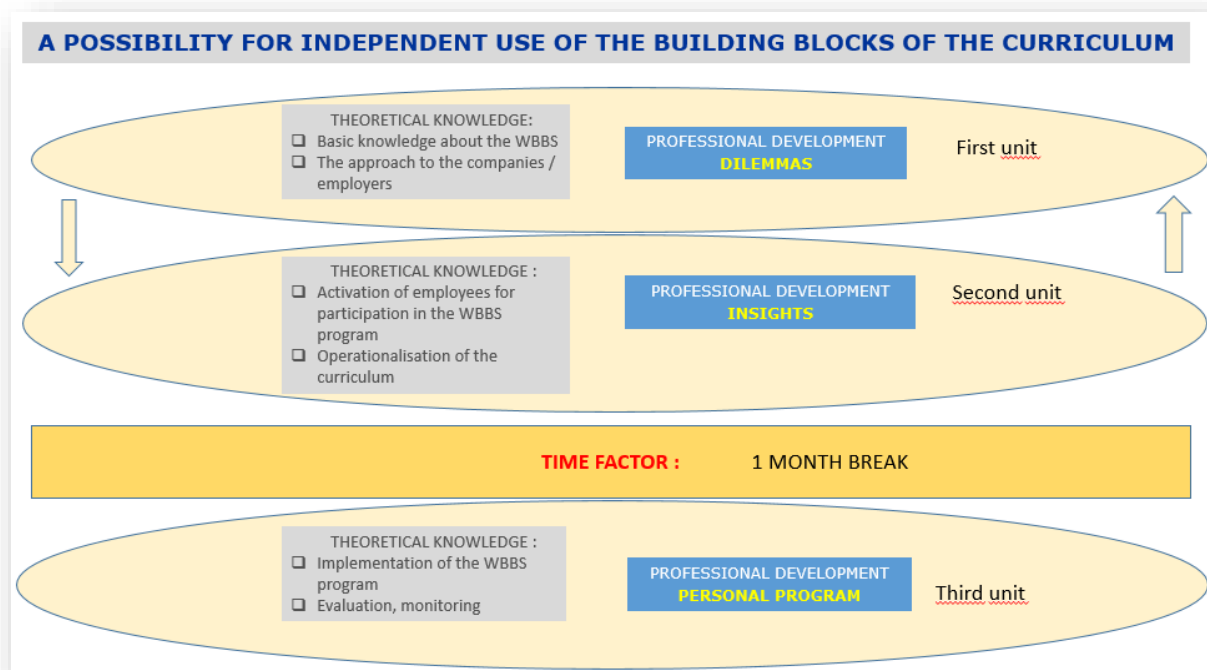 A POSSIBILITY FOR INDEPENDENT USE OF THE BUILDING BLOCKS OF THE CURRICULUM
THEORETICAL KNOWLEDGE:
Basic knowledge about the WBBS
The approach to the companies /
employers
PROFESSIONAL DEVELOPMENT
DILEMMAS
First unit
THEORETICAL KNOWLEDGE :
Activation of employees for
participation in the WBBS
program
Operationalisation of the
curriculum
PROFESSIONAL DEVELOPMENT
INSIGHTS
Second unit
TIME FACTOR : 1 MONTH BREAK
THEORETICAL KNOWLEDGE :
Implementation of the WBBS
program
Evaluation, monitoring
PROFESSIONAL DEVELOPMENT
PERSONAL PROGRAM
Third unit